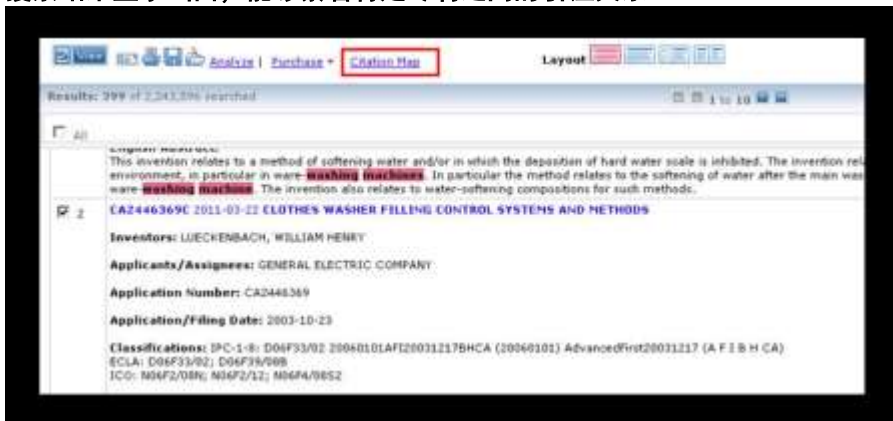 Analyze | Purchase Citation Map Layout
Results: 399 of 2,243,896 searched 1 to 10
All
English Abstract:
This invention relates to a method of softening water and/or in which the deposition of hard water scale is inhibited. The invention rel
environment, in particular in ware-washing machines. In particular the method relates to the softening of water after the main was
ware-washing machine. The invention also relates to water-softening compositions for such methods.
2 CA2446369C 2011-03-22 CLOTHES WASHER FILLING CONTROL SYSTEMS AND METHODS
Inventors: LUECKENBACH, WILLIAM HENRY
Applicants/Assignees: GENERAL ELECTRIC COMPANY
Application Number: CA2446369
Application/Filing Date: 2003-10-23
Classifications: IPC-1-8: D06F33/02 20060101AFI20031217BHCA (20060101) AdvancedFirst20031217 (A F I B H CA)
ECLA: D06F33/02; D06F39/08B
ICO: N06F2/08N; N06F2/12; N06F4/08S2